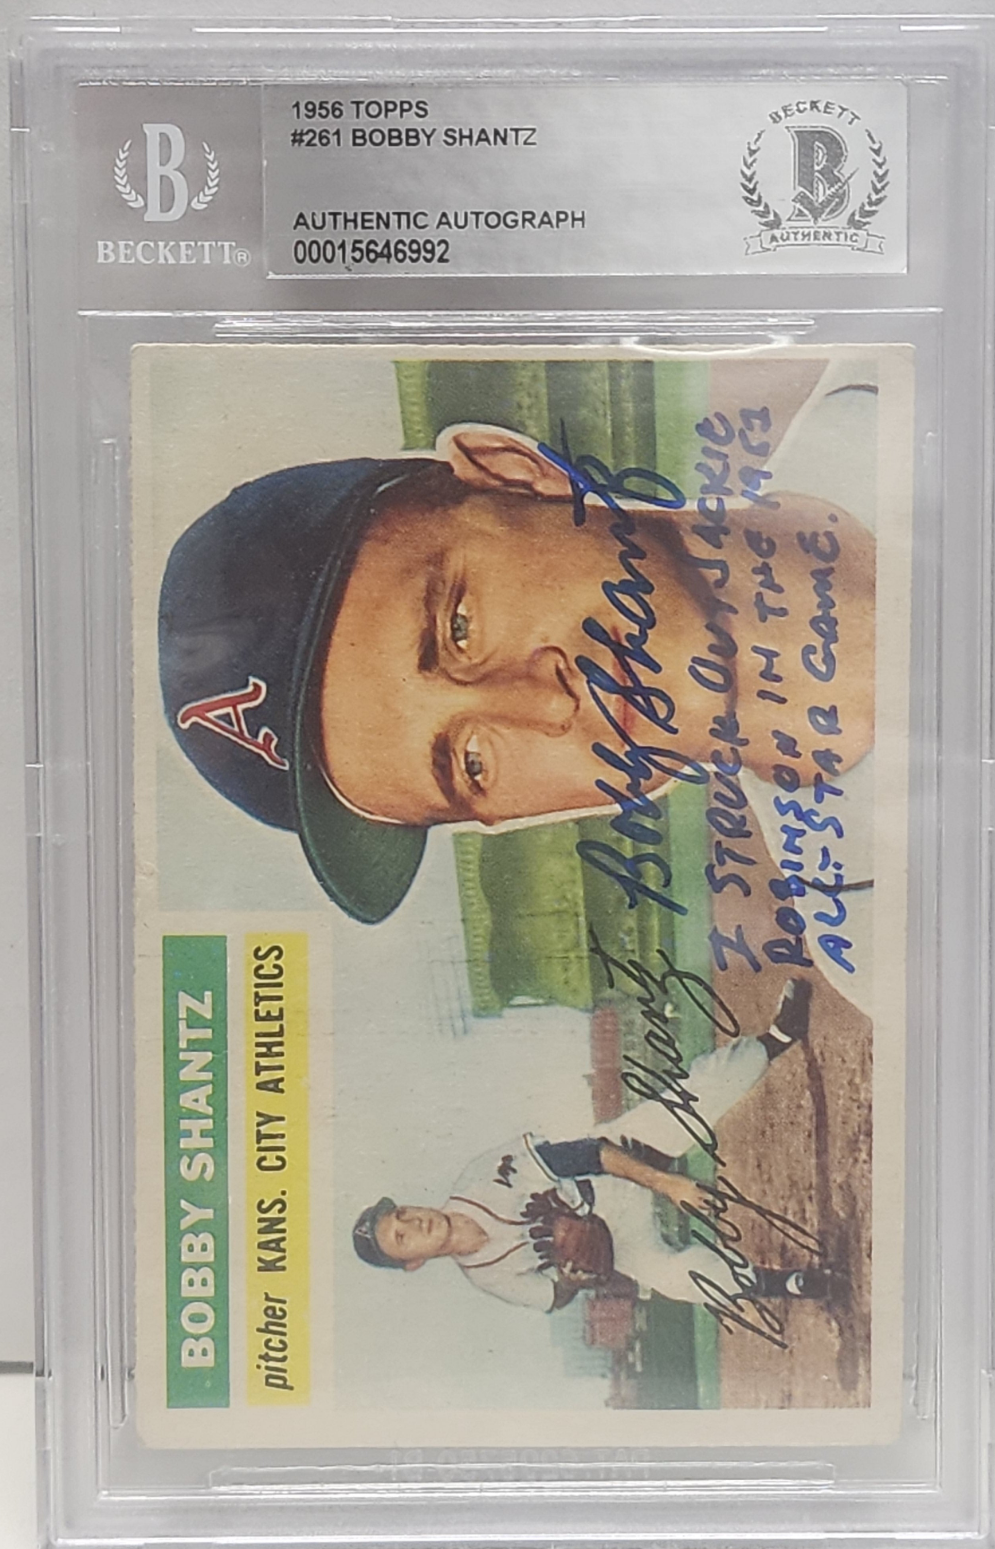 BECKETT
AUTHENTIC
B
BECKETT®
1956 TOPPS
#261 BOBBY SHANTZ
AUTHENTIC AUTOGRAPH
00015646992
BOBBY SHANTZ
pitcher KANS. CITY ATHLETICS
A
Bobby Shantz
Bobby Shantz
I STRUCK OUT JACKIE
ROBINSON IN THE 1952
ALL-STAR GAME.